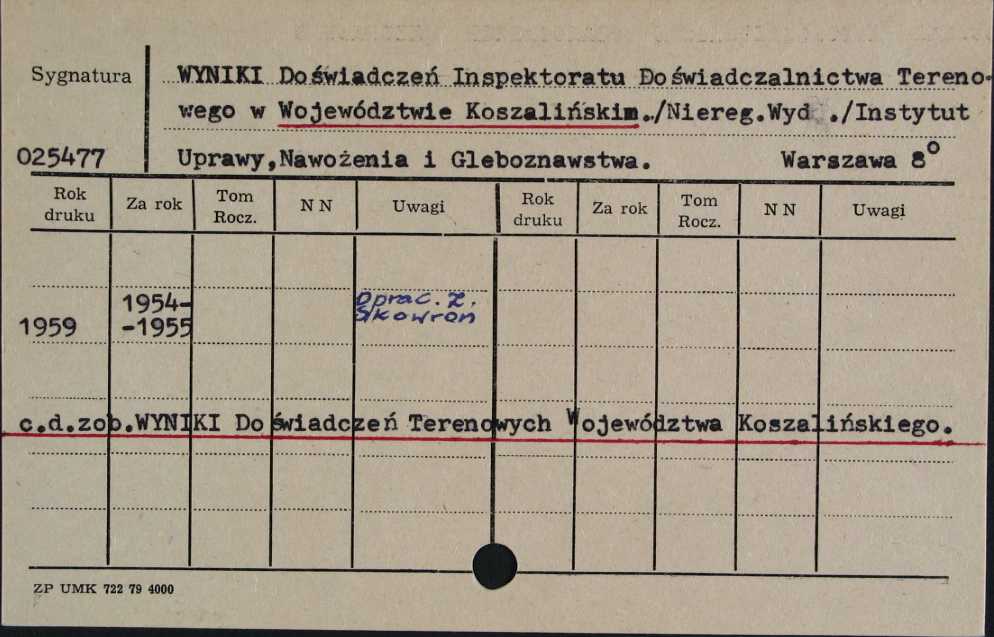 Sygnatura
WYNIKI Doświadczeń Inspektoratu Doświadczalnictwa Tereno-
wego w Województwie Koszalińskim./Niereg.Wyd ./Instytut
025477 Uprawy,Nawożenia i Gleboznawstwa. Warszawa 8°
Rok druku Za rok Tom Rocz. N N Uwagi Rok druku Za rok Tom Rocz. N N Uwagi
1954- Oprac. Z.
1959 -1955 Skowron
c.d.zob.WYNIKI Doświadczeń Terenowych Województwa Koszalińskiego.
ZP UMK 722 79 4000